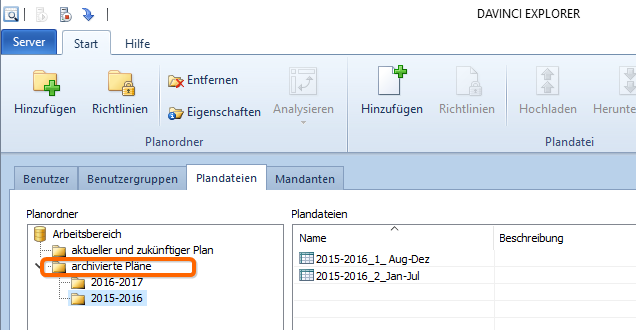 DAVINCI EXPLORER
Server Start Hilfe
Hinzufügen Richtlinien Entfernen Eigenschaften Analysieren Hinzufügen Richtlinien Hochladen Herunte
Planordner Plandatei
Benutzer Benutzergruppen Plandateien Mandanten
Planordner Plandateien
Arbeitsbereich Name Beschreibung
aktueller und zukünftiger Plan
archivierte Pläne
2016-2017
2015-2016
2015-2016_1_ Aug-Dez
2015-2016_2_Jan-Jul